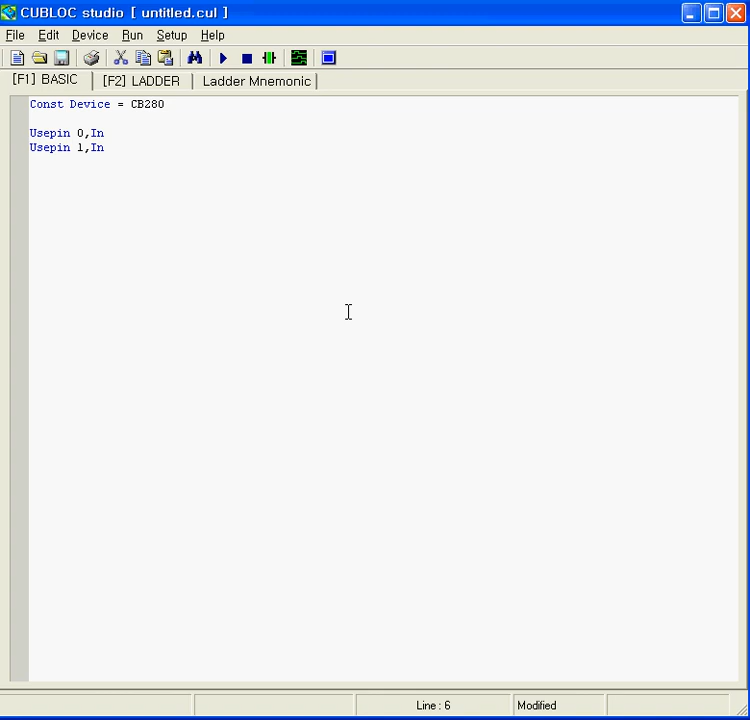 CUBLOC studio [ untitled.cul ]
File Edit Device Run Setup Help
[F1] BASIC [F2] LADDER Ladder Mnemonic
Const Device = CB280
Usepin 0,In
Usepin 1,In
Line : 6 Modified